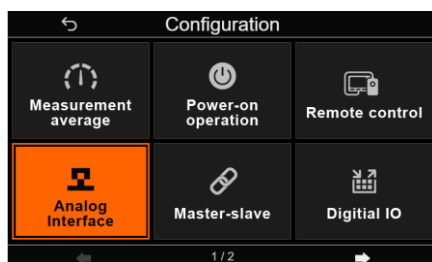 Configuration
Measurement
average
Power-on
operation
Remote control
Analog
Interface
Master-slave
Digitial IO
1/2